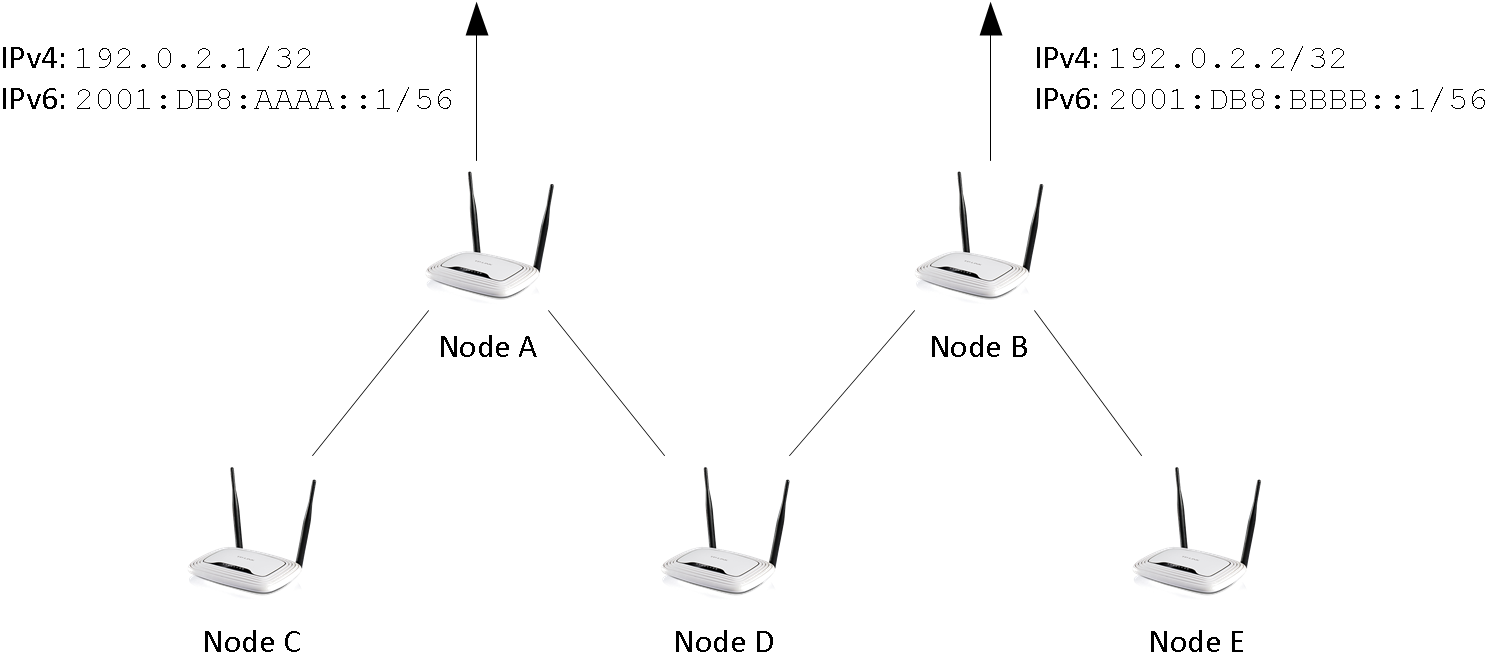 IPv4: 192.0.2.1/32
IPv6: 2001:DB8:AAAA::1/56
IPv4: 192.0.2.2/32
IPv6: 2001:DB8:BBBB::1/56
Node A
Node B
Node C
Node D
Node E